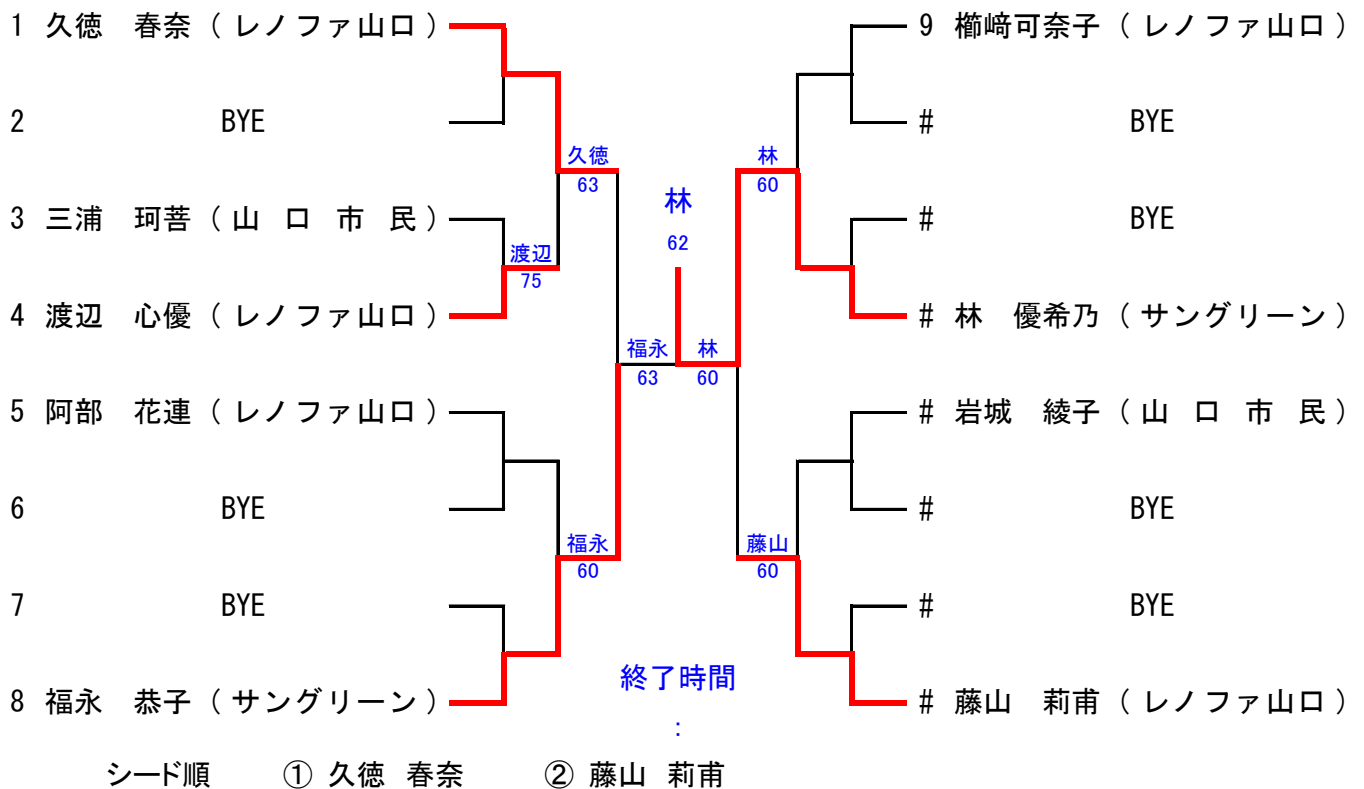 1 久徳 春奈 ( レノファ山口 )
2 BYE
3 三浦 珂菩 ( 山 口 市 民 )
4 渡辺 心優 ( レノファ山口 )
5 阿部 花連 ( レノファ山口 )
6 BYE
7 BYE
8 福永 恭子 ( サングリーン )
久徳
63
渡辺
75
福永
60
福永
63
林
62
林
60
林
60
藤山
60
終了時間
:
9 櫛﨑可奈子 ( レノファ山口 )
# BYE
# BYE
# 林 優希乃 ( サングリーン )
# 岩城 綾子 ( 山 口 市 民 )
# BYE
# BYE
# 藤山 莉甫 ( レノファ山口 )
シード順 ① 久徳 春奈 ② 藤山 莉甫